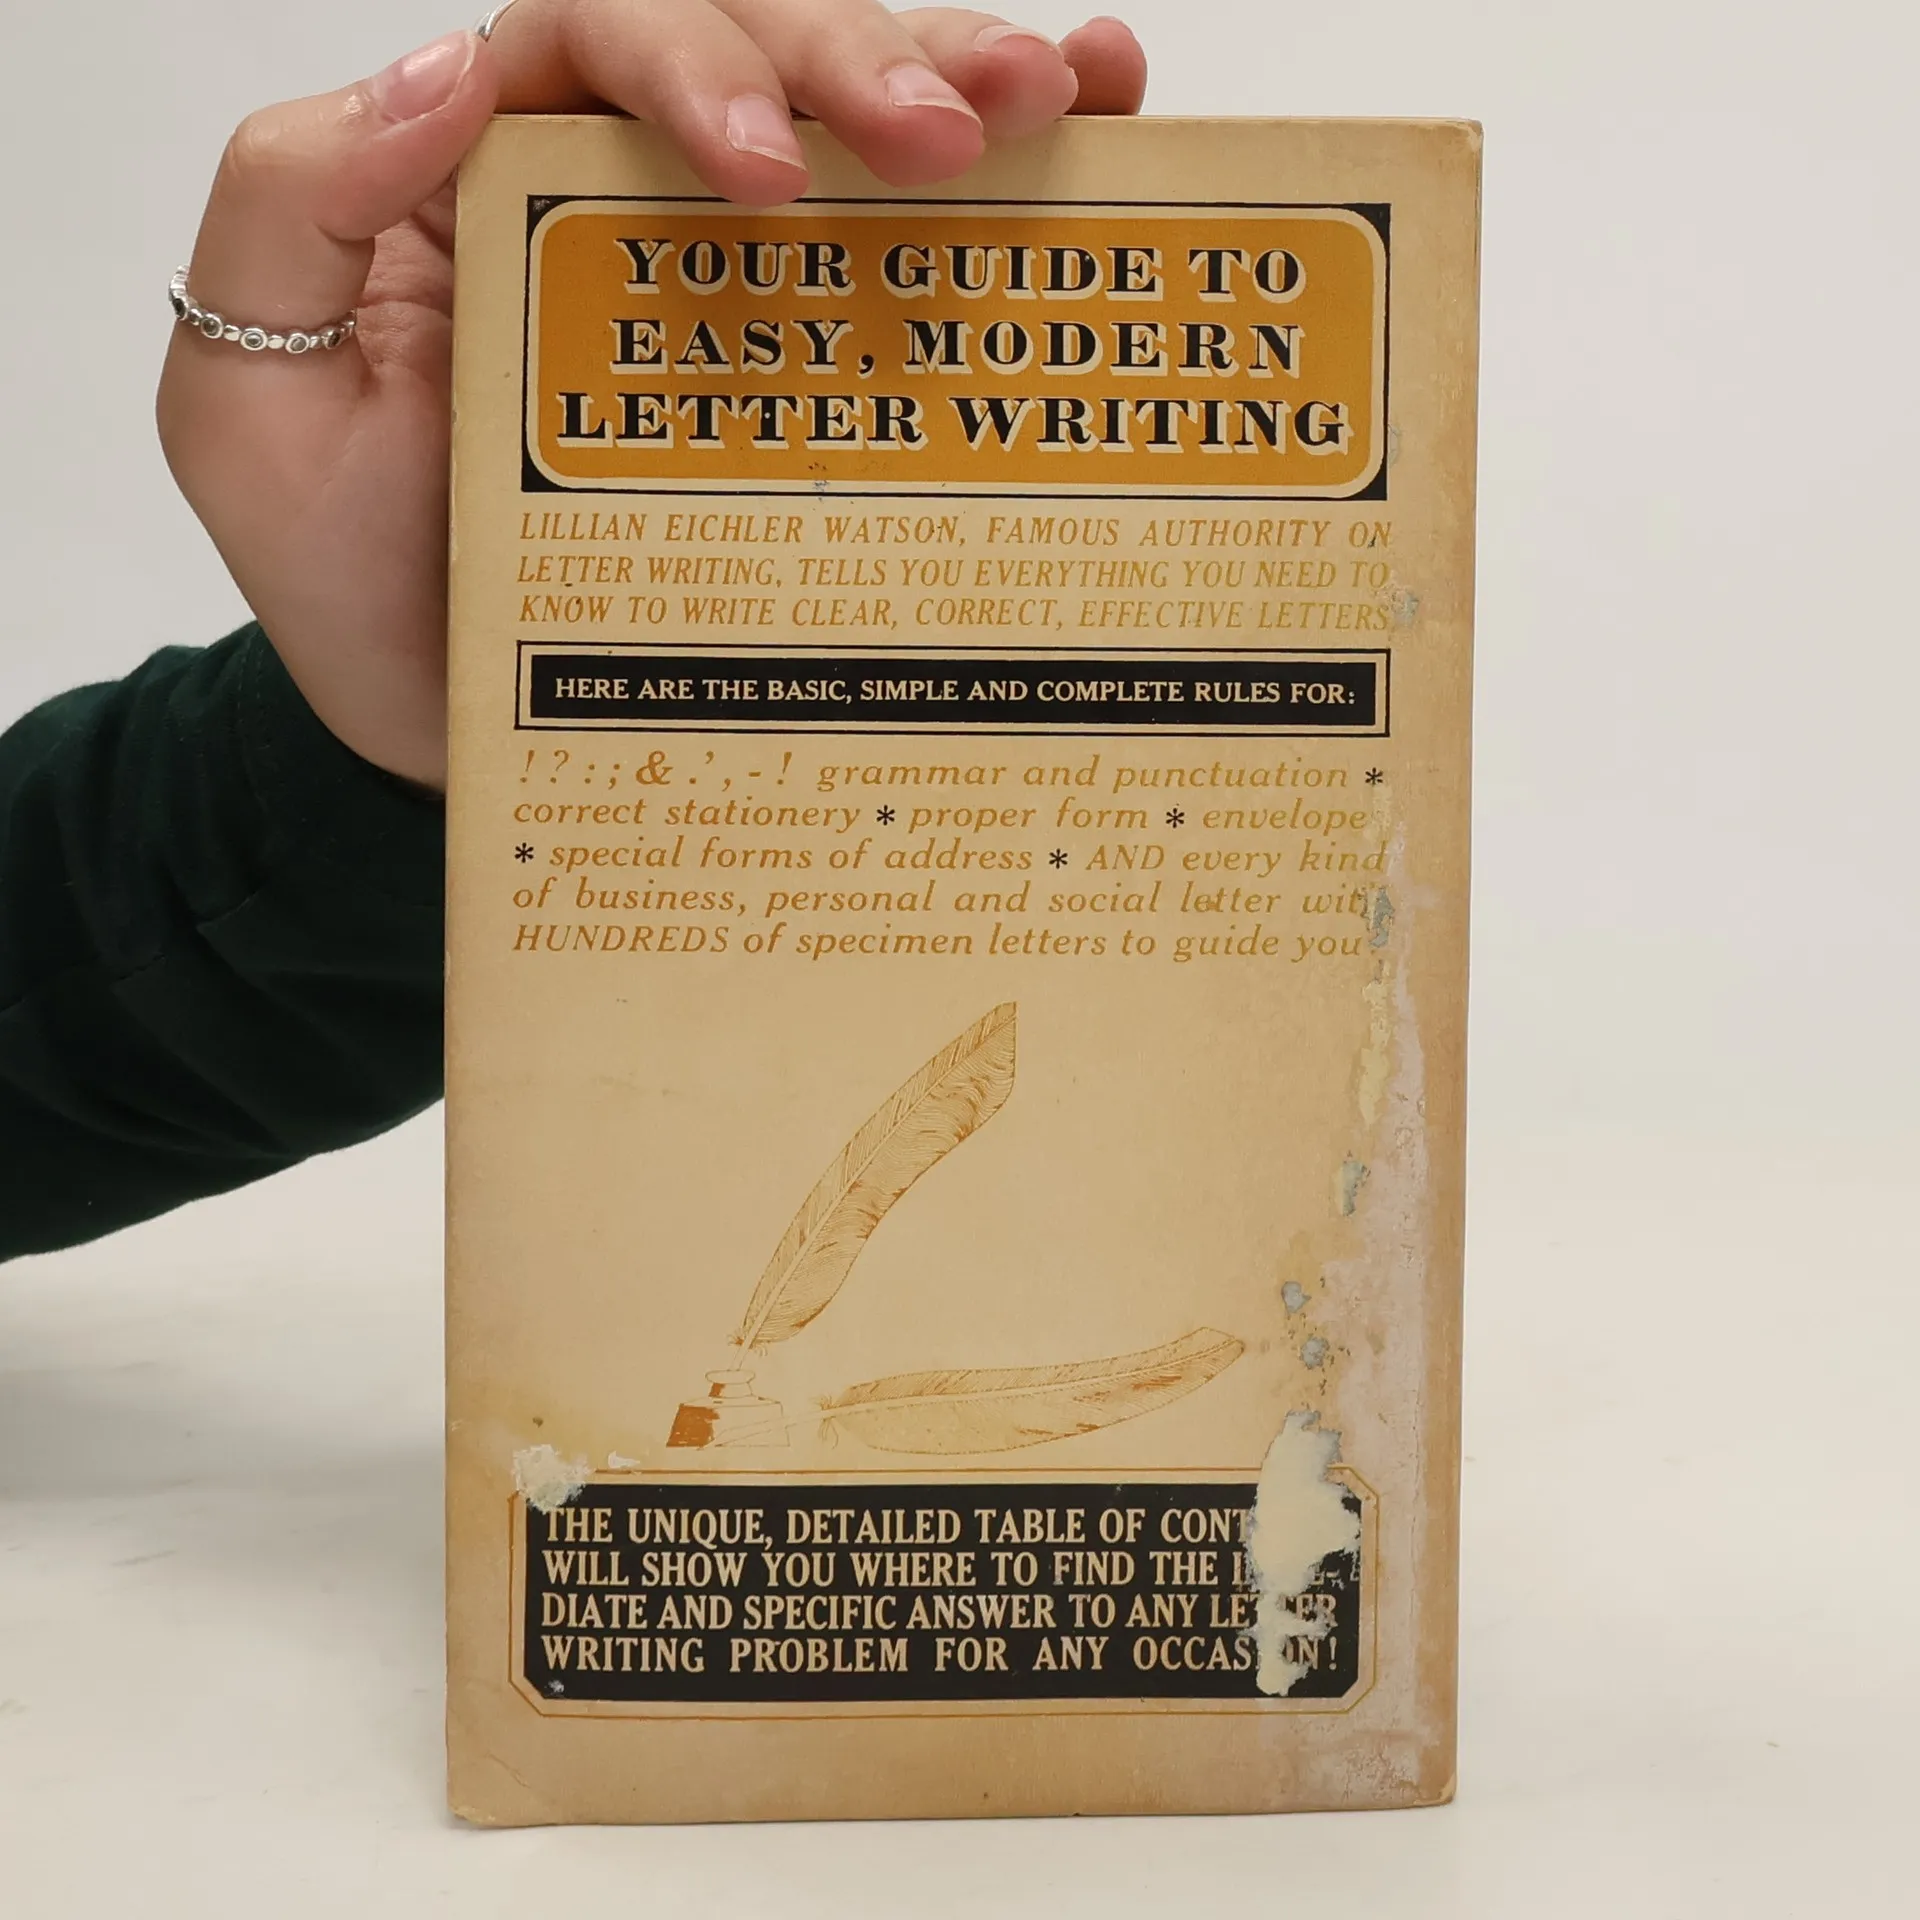 YOUR GUIDE TO
EASY, MODERN
LETTER WRITING
LILLIAN EICHLER WATSON, FAMOUS AUTHORITY ON
LETTER WRITING, TELLS YOU EVERYTHING YOU NEED TO
KNOW TO WRITE CLEAR, CORRECT, EFFECTIVE LETTERS
HERE ARE THE BASIC, SIMPLE AND COMPLETE RULES FOR:
! ? : ; & . ' , - ! grammar and punctuation *
correct stationery * proper form * envelope
* special forms of address * AND every kind
of business, personal and social letter with
HUNDREDS of specimen letters to guide you
THE UNIQUE, DETAILED TABLE OF
WILL SHOW YOU WHERE TO FIND THE
DIATE AND SPECIFIC ANSWER TO ANY LETTER
WRITING PROBLEM FOR ANY OCCASION!